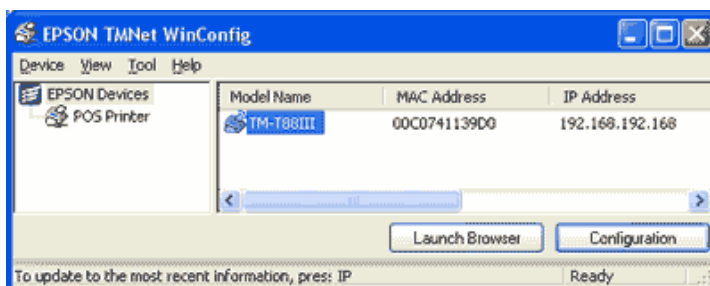 EPSON TMNet WinConfig
Device View Tool Help
EPSON Devices
POS Printer
Model Name MAC Address IP Address
TM-T88III 00C0741139D0 192.168.192.168
Launch Browser Configuration
To update to the most recent information, pres: IP Ready